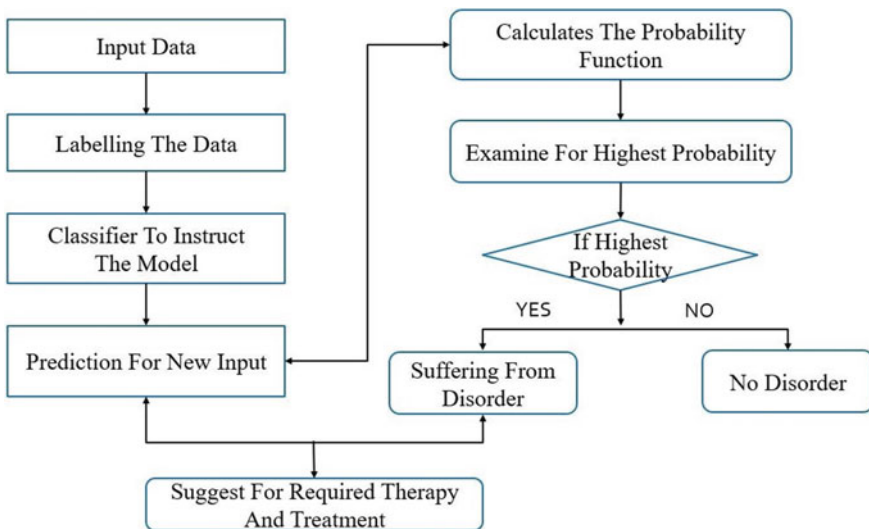 Input Data
Labelling The Data
Classifier To Instruct
The Model
Prediction For New Input
Calculates The Probability
Function
Examine For Highest Probability
If Highest
Probability
YES
NO
Suffering From
Disorder
No Disorder
Suggest For Required Therapy
And Treatment